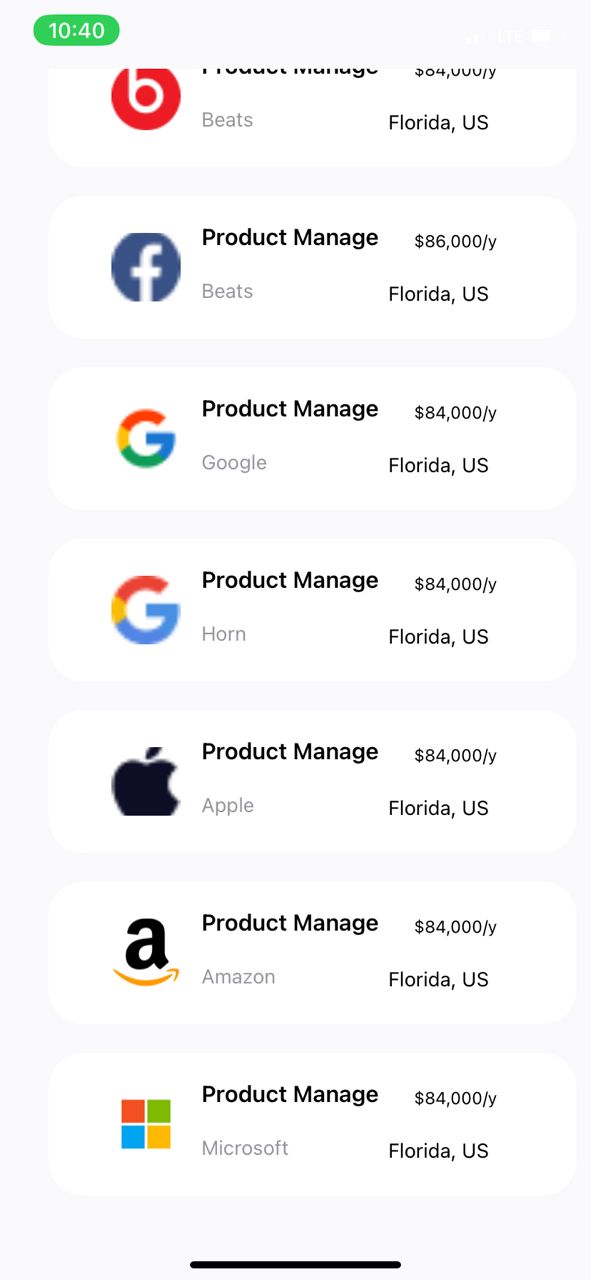 10:40
LTE
Product Manage $84,000/y
Beats Florida, US
Product Manage $86,000/y
Beats Florida, US
Product Manage $84,000/y
Google Florida, US
Product Manage $84,000/y
Horn Florida, US
Product Manage $84,000/y
Apple Florida, US
Product Manage $84,000/y
Amazon Florida, US
Product Manage $84,000/y
Microsoft Florida, US